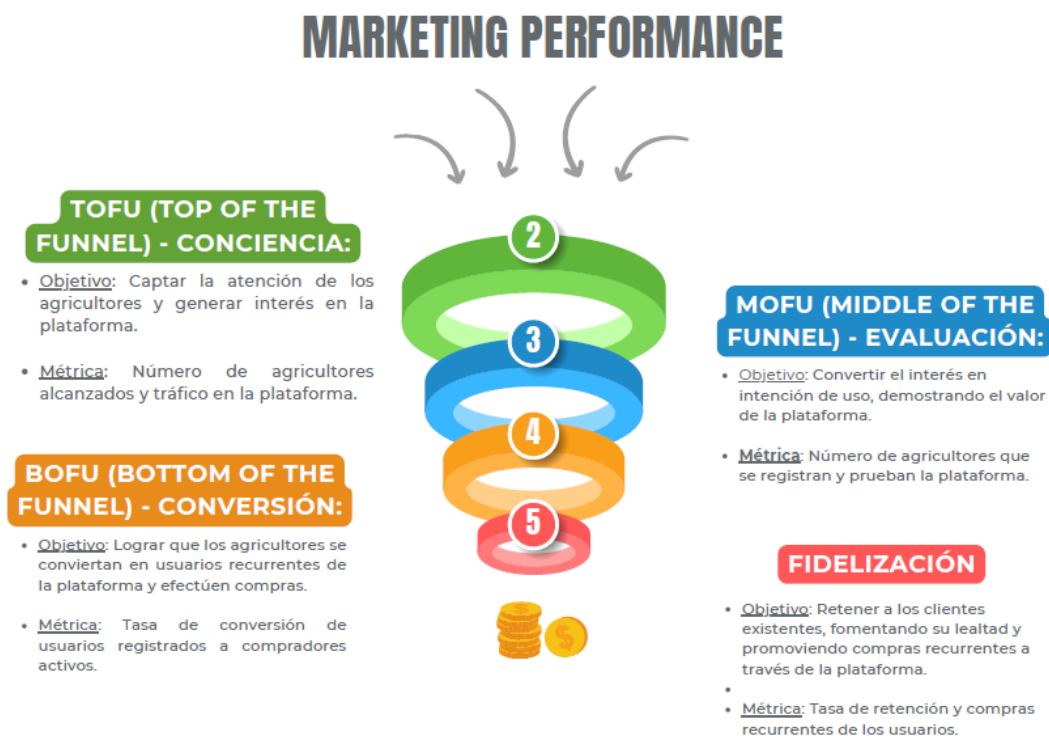 MARKETING PERFORMANCE
TOFU (TOP OF THE
FUNNEL) - CONCIENCIA:
• Objetivo: Captar la atención de los
agricultores y generar interés en la
plataforma.
• Métrica: Número de agricultores
alcanzados y tráfico en la plataforma.
2
3
4
5
MOFU (MIDDLE OF THE
FUNNEL) - EVALUACIÓN:
• Objetivo: Convertir el interés en
intención de uso, demostrando el valor
de la plataforma.
• Métrica: Número de agricultores que
se registran y prueban la plataforma.
BOFU (BOTTOM OF THE
FUNNEL) - CONVERSIÓN:
• Objetivo: Lograr que los agricultores se
conviertan en usuarios recurrentes de
la plataforma y efectúen compras.
• Métrica: Tasa de conversión de
usuarios registrados a compradores
activos.
FIDELIZACIÓN
• Objetivo: Retener a los clientes
existentes, fomentando su lealtad y
promoviendo compras recurrentes a
través de la plataforma.
•
• Métrica: Tasa de retención y compras
recurrentes de los usuarios.